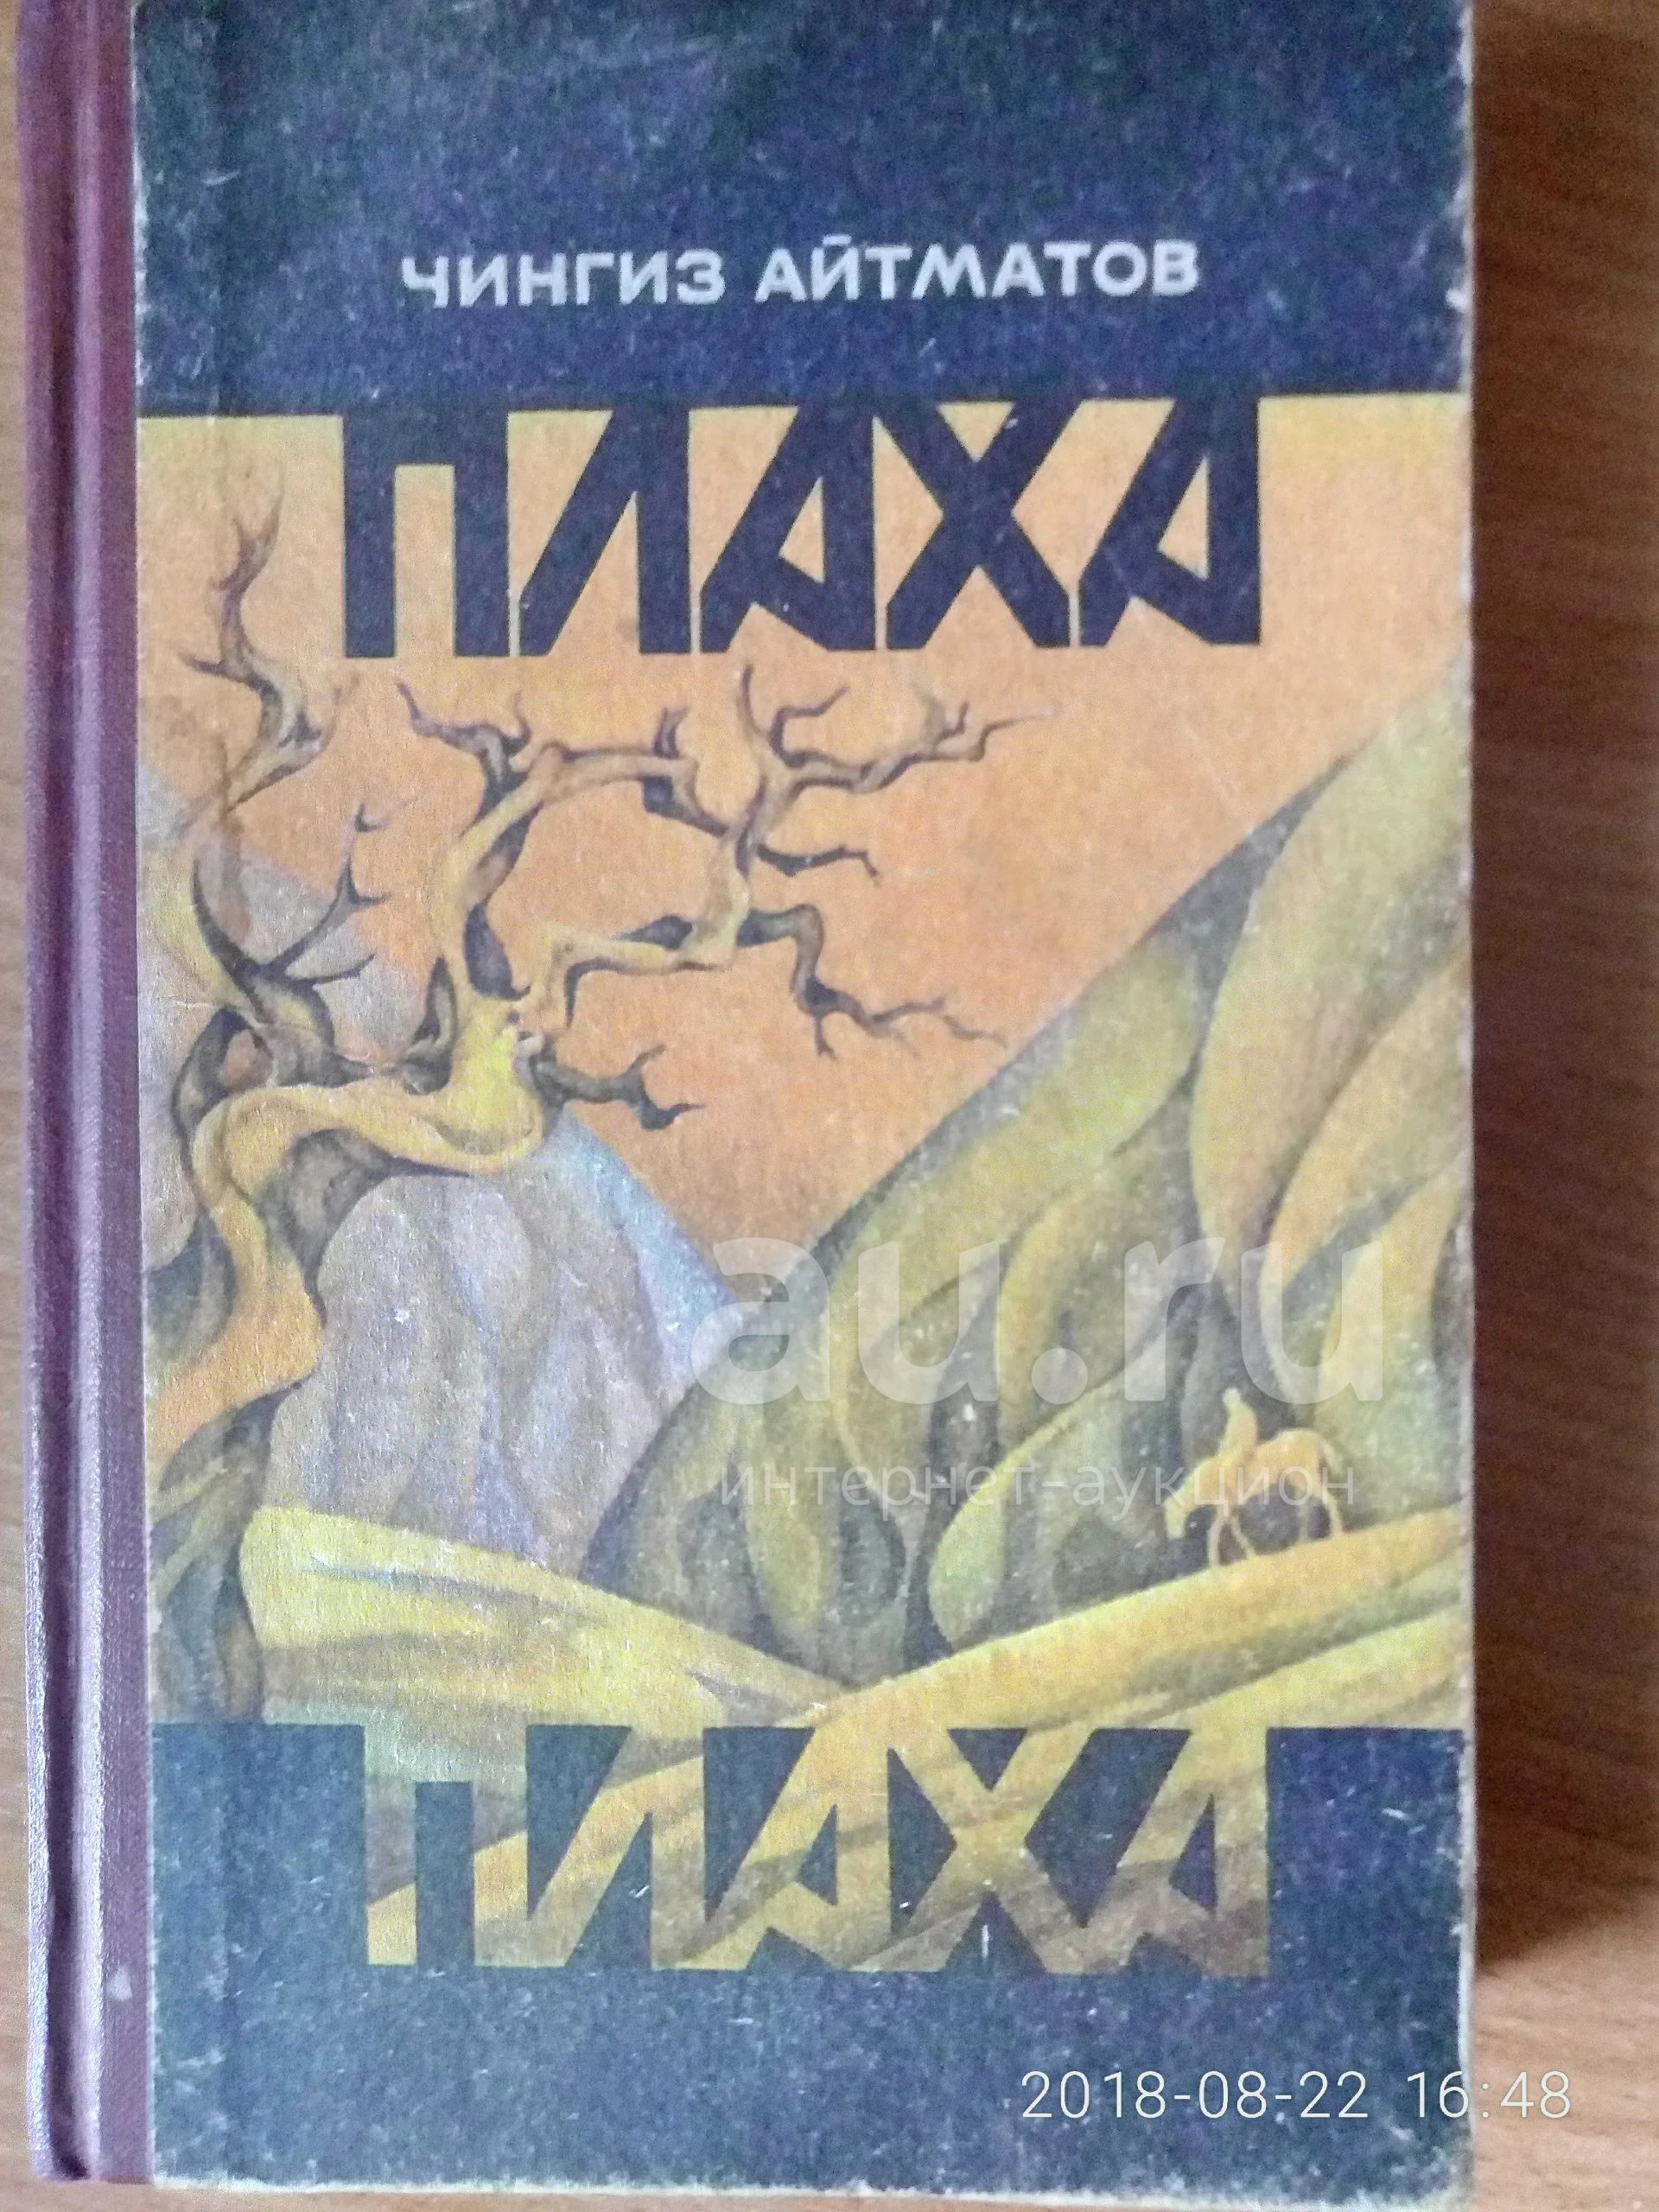 ЧИНГИЗ АЙТМАТОВ
ПЛАХА
au.ru
интернет-аукцион
ПЛАХА
2018-08-22 16:48